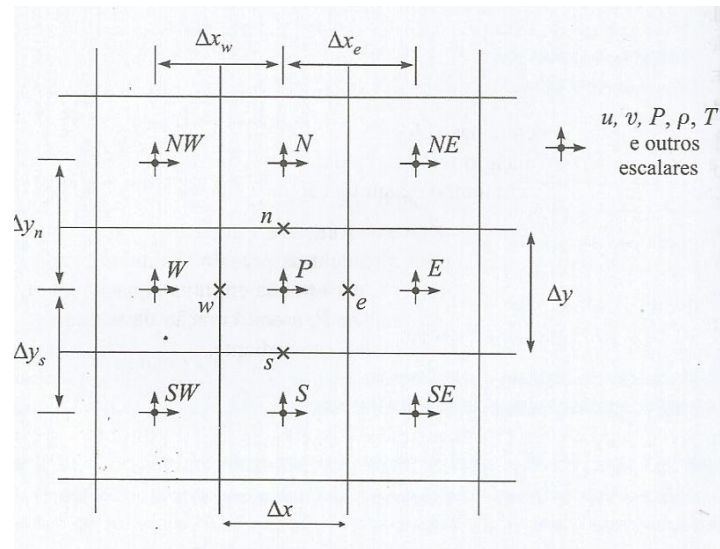 Δx_w Δx_e
u, v, P, ρ, T
e outros
escalares
NW N NE
n
Δy_n
W P E
w e
Δy
s
Δy_s
SW S SE
Δx